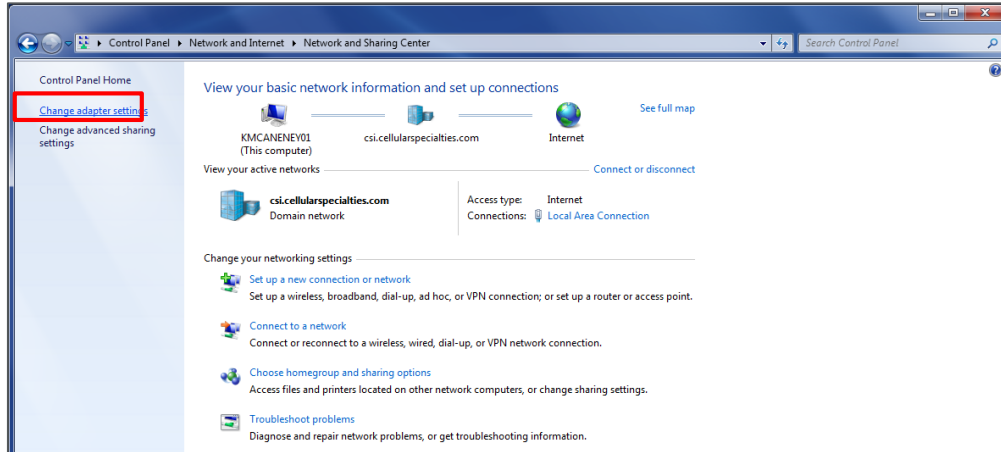 Control Panel ▸ Network and Internet ▸ Network and Sharing Center
Search Control Panel
Control Panel Home
Change adapter settings
Change advanced sharing
settings
View your basic network information and set up connections
See full map
KMCANENEY01
(This computer)
csi.cellularspecialties.com
Internet
View your active networks
Connect or disconnect
csi.cellularspecialties.com
Domain network
Access type: Internet
Connections: Local Area Connection
Change your networking settings
Set up a new connection or network
Set up a wireless, broadband, dial-up, ad hoc, or VPN connection; or set up a router or access point.
Connect to a network
Connect or reconnect to a wireless, wired, dial-up, or VPN network connection.
Choose homegroup and sharing options
Access files and printers located on other network computers, or change sharing settings.
Troubleshoot problems
Diagnose and repair network problems, or get troubleshooting information.